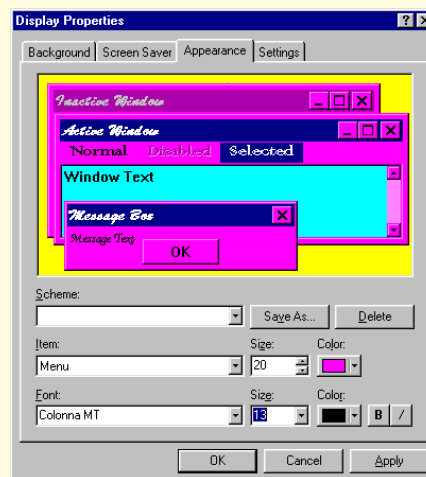 Display Properties
Background Screen Saver Appearance Settings
Inactive Window
Active Window
Normal Disabled Selected
Window Text
Message Box
Message Text
OK
Scheme:
Save As... Delete
Item: Size: Color:
Menu 20
Font: Size: Color:
Colonna MT 13 B /
OK Cancel Apply